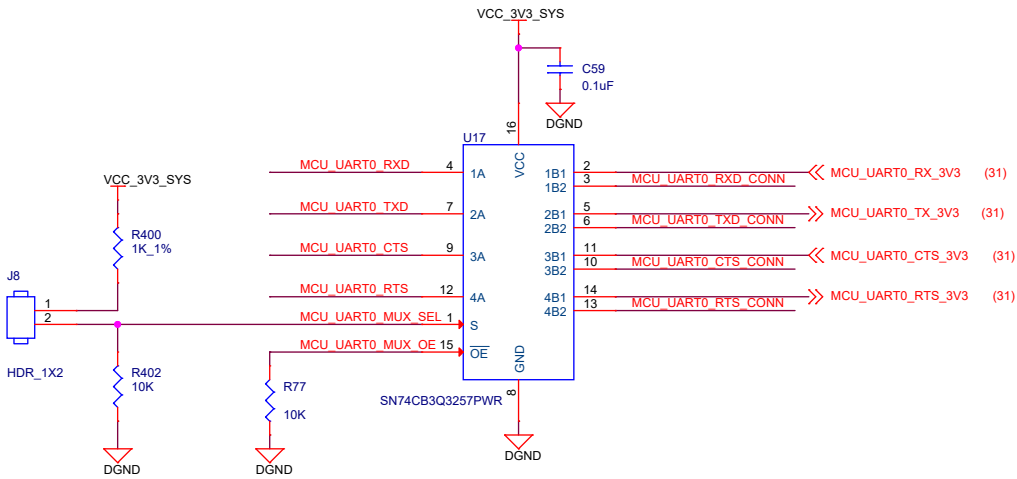 VCC_3V3_SYS
C59
0.1uF
DGND
16
U17
VCC
MCU_UART0_RXD 4 1A
1B1 2 MCU_UART0_RX_3V3 (31)
1B2 3 MCU_UART0_RXD_CONN
VCC_3V3_SYS
MCU_UART0_TXD 7 2A
2B1 5 MCU_UART0_TX_3V3 (31)
2B2 6 MCU_UART0_TXD_CONN
R400
1K_1%
MCU_UART0_CTS 9 3A
3B1 11 MCU_UART0_CTS_3V3 (31)
3B2 10 MCU_UART0_CTS_CONN
J8
MCU_UART0_RTS 12 4A
4B1 14 MCU_UART0_RTS_3V3 (31)
4B2 13 MCU_UART0_RTS_CONN
1
2
MCU_UART0_MUX_SEL 1 S
MCU_UART0_MUX_OE 15 OE
GND
HDR_1X2
R402
10K
R77
10K
8
SN74CB3Q3257PWR
DGND
DGND
DGND